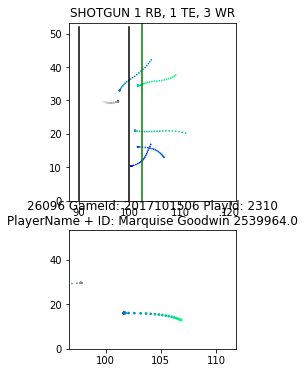 SHOTGUN 1 RB, 1 TE, 3 WR
50
40
30
20
10
0
90 100 110 120
26096 GameId: 2017101506 PlayId: 2310
PlayerName + ID: Marquise Goodwin 2539964.0
40
20
0
100 105 110